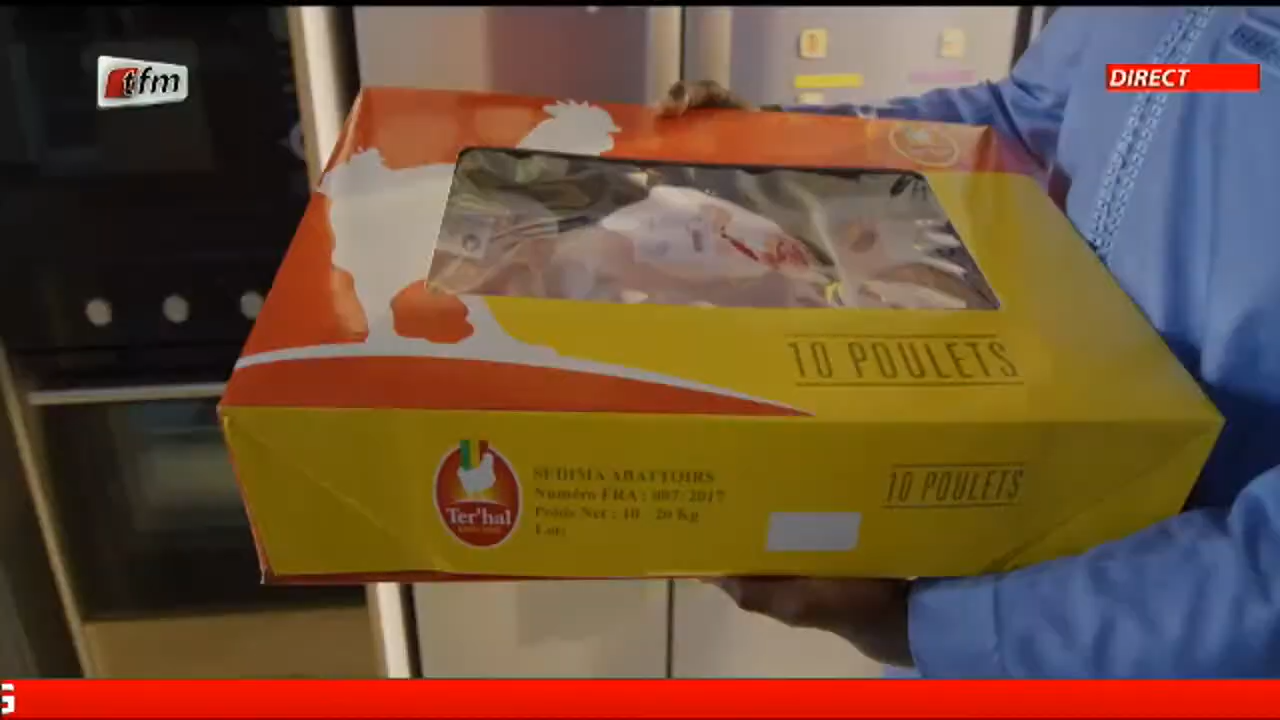 tfm
DIRECT
10 POULETS
SEDIMA ABATTOIRS
Numéro FRA : 097/2017
Poids Net : 10 - 20 Kg
Lot:
10 POULETS
Ter'hal
G